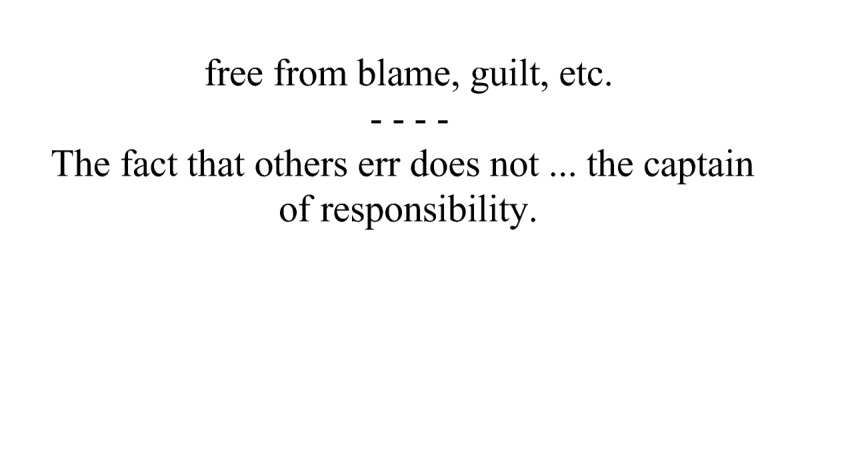 free from blame, guilt, etc.
- - - -
The fact that others err does not ... the captain
of responsibility.